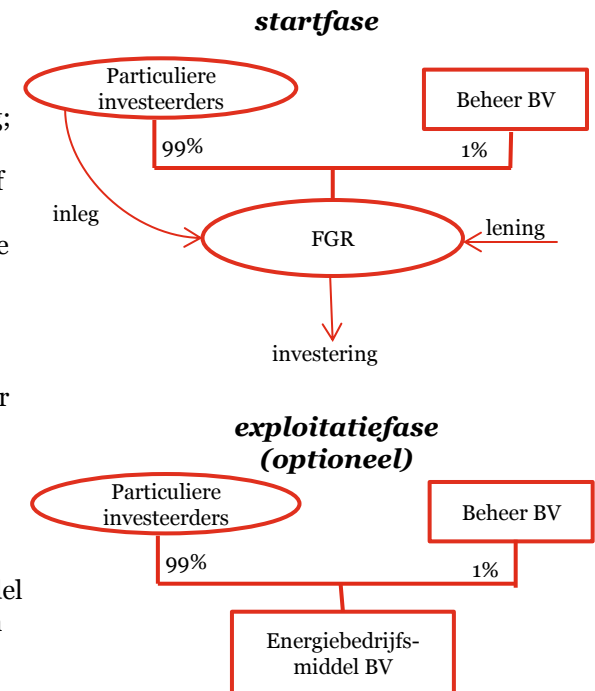 startfase
Particuliere
investeerders
Beheer BV
g;
99%
1%
f
inleg
e
FGR
lening
investering
r
exploitatiefase
(optioneel)
Particuliere
investeerders
Beheer BV
99%
1%
del
n
Energiebedrijfs-
middel BV